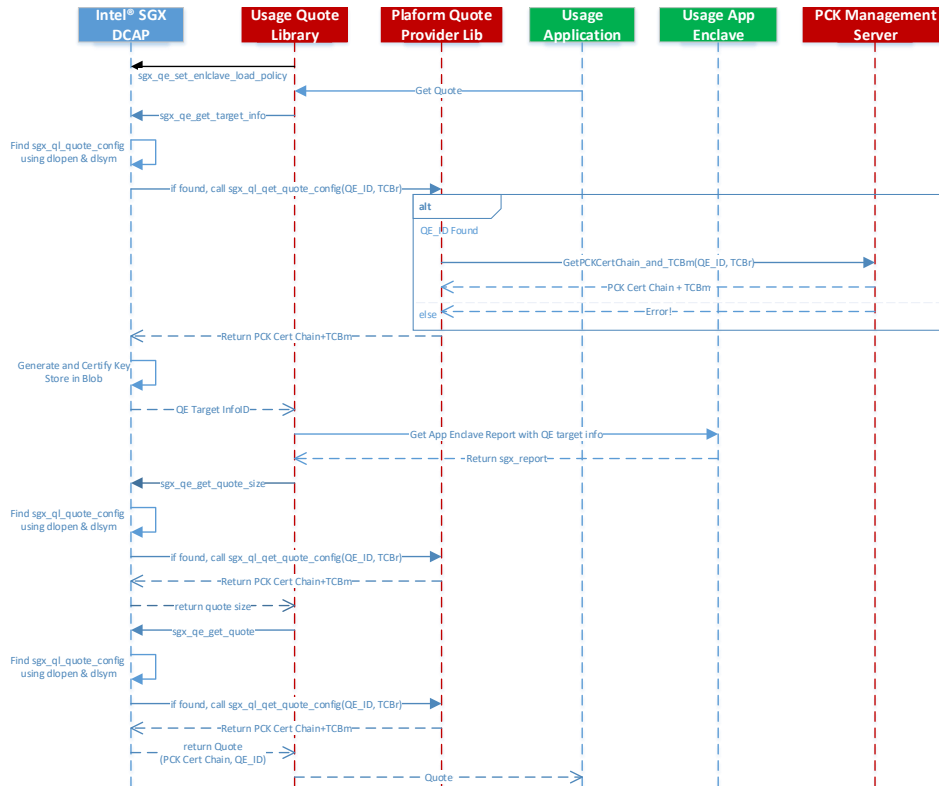 Intel® SGX
DCAP
Usage Quote
Library
Plaform Quote
Provider Lib
Usage
Application
Usage App
Enclave
PCK Management
Server
sgx_qe_set_enlclave_load_policy
Get Quote
sgx_qe_get_target_info
Find sgx_ql_quote_config
using dlopen & dlsym
if found, call sgx_ql_qet_quote_config(QE_ID, TCBr)
alt
QE_ID Found
GetPCKCertChain_and_TCBm(QE_ID, TCBr)
PCK Cert Chain + TCBm
else
Error!
Return PCK Cert Chain+TCBm
Generate and Certify Key
Store in Blob
QE Target InfoID
Get App Enclave Report with QE target info
Return sgx_report
sgx_qe_get_quote_size
Find sgx_ql_quote_config
using dlopen & dlsym
if found, call sgx_ql_qet_quote_config(QE_ID, TCBr)
Return PCK Cert Chain+TCBm
return quote size
sgx_qe_get_quote
Find sgx_ql_quote_config
using dlopen & dlsym
if found, call sgx_ql_qet_quote_config(QE_ID, TCBr)
Return PCK Cert Chain+TCBm
return Quote
(PCK Cert Chain, QE_ID)
Quote